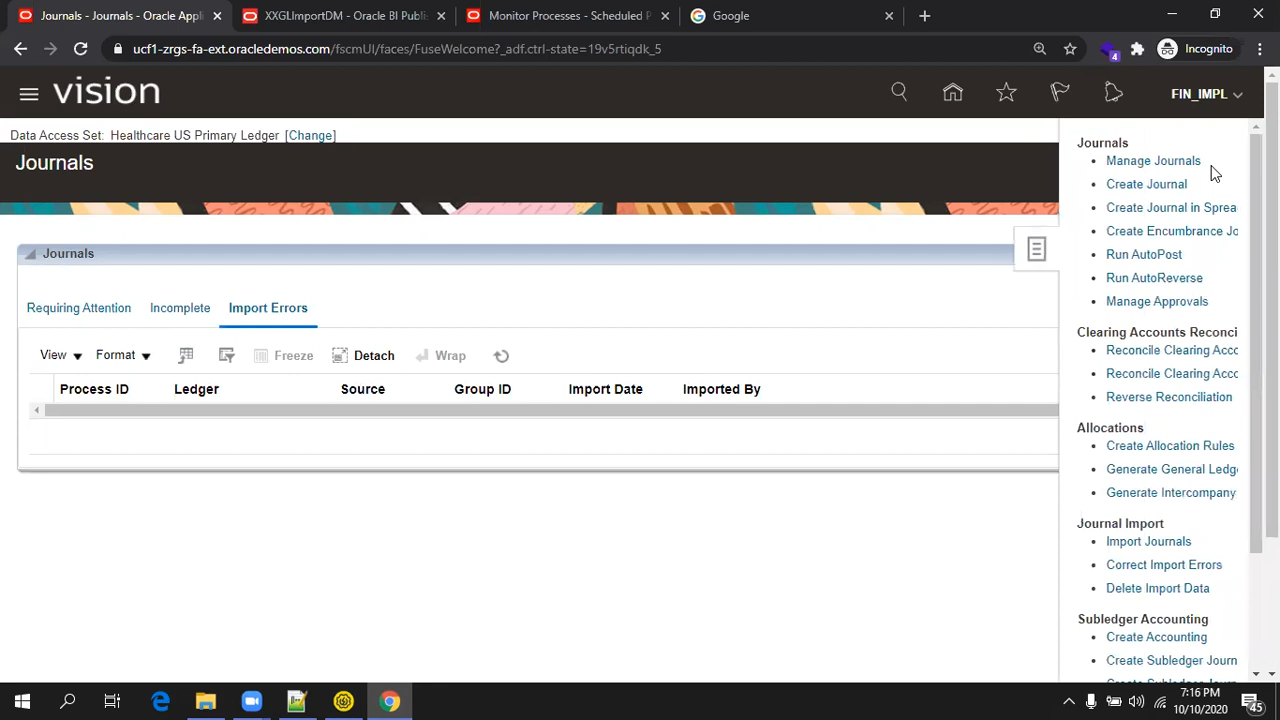 Journals - Journals - Oracle Appli
XXGLImportDM - Oracle BI Publis
Monitor Processes - Scheduled P
Google
ucf1-zrgs-fa-ext.oracledemos.com/fscmUI/faces/FuseWelcome?_adf.ctrl-state=19v5rtiqdk_5
4
Incognito
vision
FIN_IMPL
Data Access Set: Healthcare US Primary Ledger [Change]
Journals
Journals
Requiring Attention
Incomplete
Import Errors
View
Format
Freeze
Detach
Wrap
Process ID
Ledger
Source
Group ID
Import Date
Imported By
Journals
Manage Journals
Create Journal
Create Journal in Sprea
Create Encumbrance Jo
Run AutoPost
Run AutoReverse
Manage Approvals
Clearing Accounts Reconci
Reconcile Clearing Acco
Reconcile Clearing Acco
Reverse Reconciliation
Allocations
Create Allocation Rules
Generate General Ledg
Generate Intercompany
Journal Import
Import Journals
Correct Import Errors
Delete Import Data
Subledger Accounting
Create Accounting
Create Subledger Journ
7:16 PM
10/10/2020
45